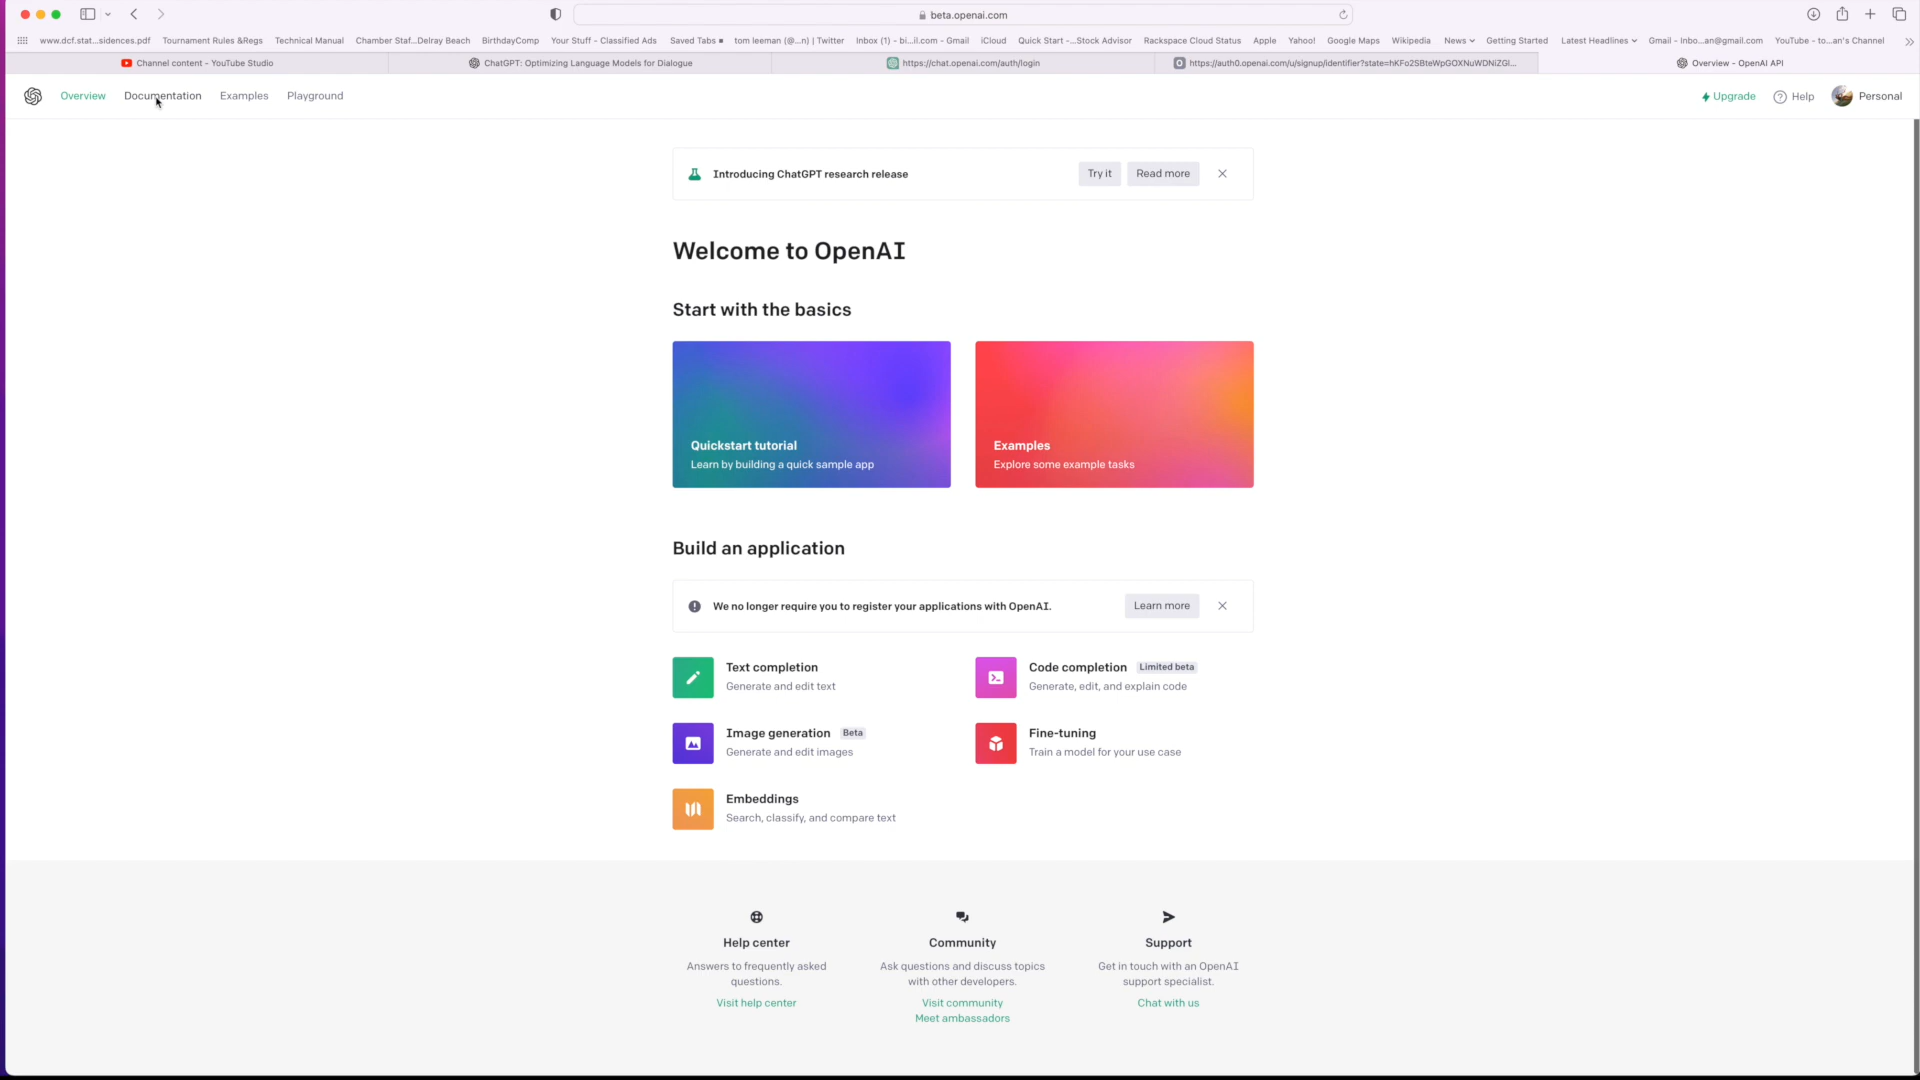 beta.openai.com
www.dcf.stat...sidences.pdf Tournament Rules &Regs Technical Manual Chamber Staf...Delray Beach BirthdayComp Your Stuff - Classified Ads Saved Tabs tom leeman (@...n) | Twitter Inbox (1) - bi...il.com - Gmail iCloud Quick Start -...Stock Advisor Rackspace Cloud Status Apple Yahoo! Google Maps Wikipedia News Getting Started Latest Headlines Gmail - Inbo...an@gmail.com YouTube - to...an's Channel
Channel content - YouTube Studio ChatGPT: Optimizing Language Models for Dialogue https://chat.openai.com/auth/login https://auth0.openai.com/u/signup/identifier?state=hKFo2SBteWpGOXNuWDNiZGl... Overview - OpenAI API
Overview Documentation Examples Playground Upgrade Help Personal
Introducing ChatGPT research release Try it Read more
Welcome to OpenAI
Start with the basics
Quickstart tutorial
Learn by building a quick sample app
Examples
Explore some example tasks
Build an application
We no longer require you to register your applications with OpenAI. Learn more
Text completion
Generate and edit text
Code completion Limited beta
Generate, edit, and explain code
Image generation Beta
Generate and edit images
Fine-tuning
Train a model for your use case
Embeddings
Search, classify, and compare text
Help center
Answers to frequently asked
questions.
Visit help center
Community
Ask questions and discuss topics
with other developers.
Visit community
Meet ambassadors
Support
Get in touch with an OpenAI
support specialist.
Chat with us